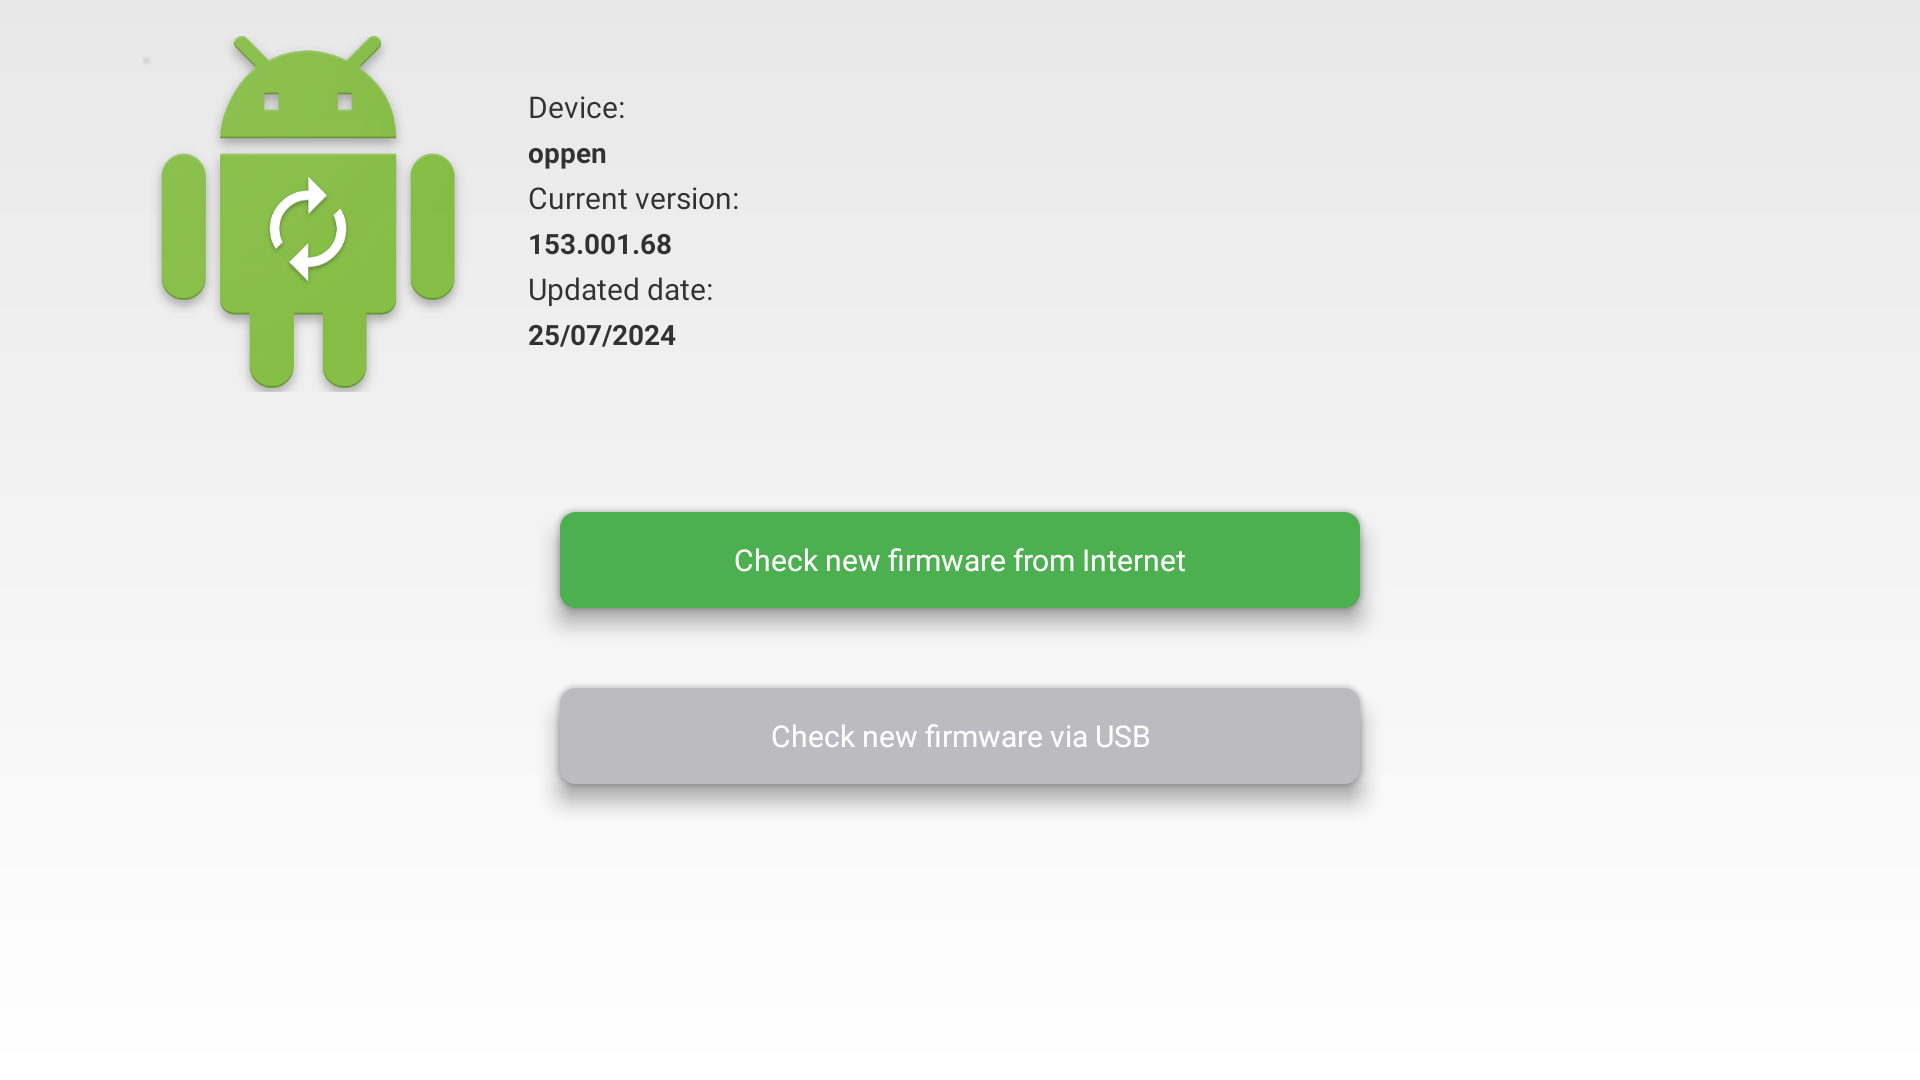 Device:
oppen
Current version:
153.001.68
Updated date:
25/07/2024
Check new firmware from Internet
Check new firmware via USB